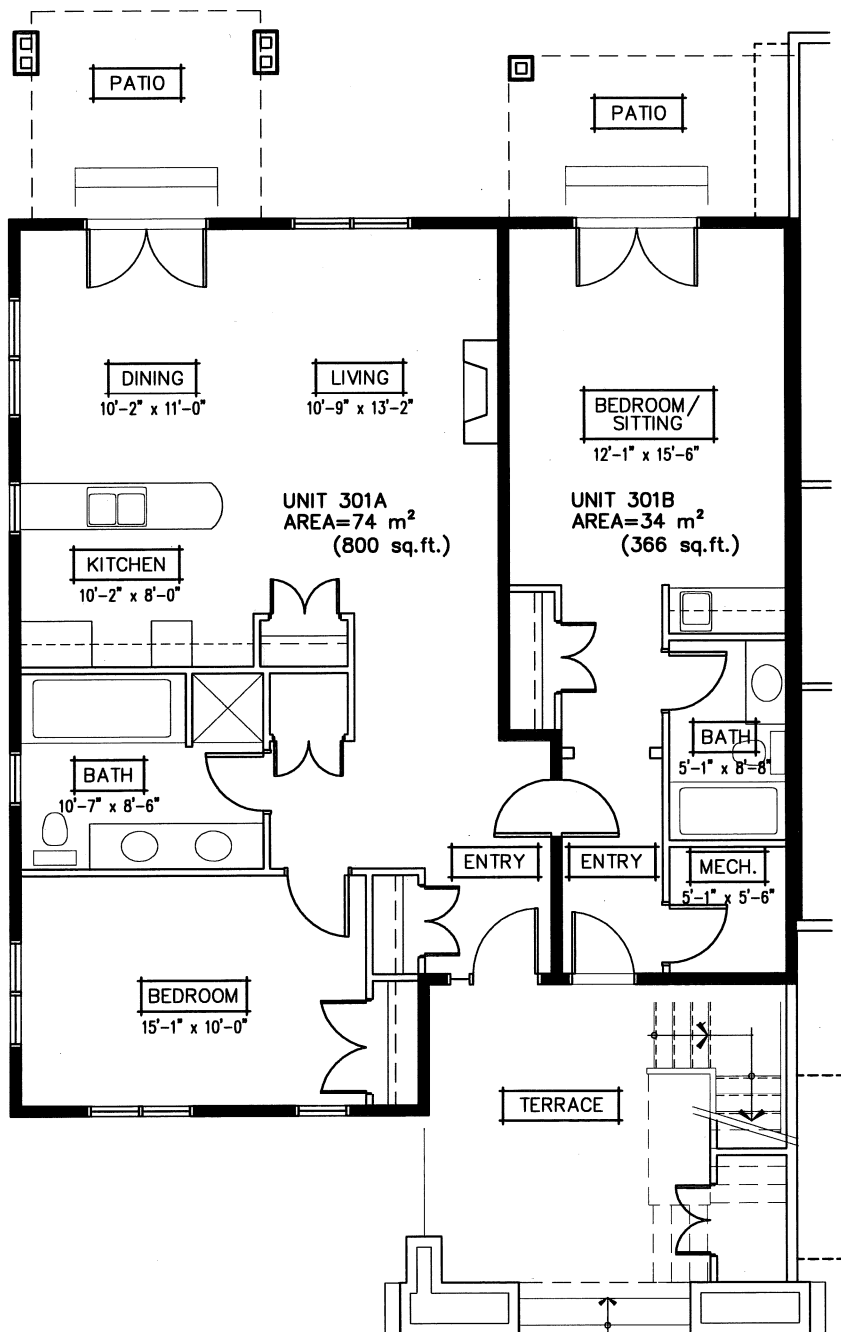 PATIO
PATIO
DINING
10'-2" x 11'-0"
LIVING
10'-9" x 13'-2"
BEDROOM/
SITTING
12'-1" x 15'-6"
UNIT 301A
AREA=74 m²
(800 sq.ft.)
UNIT 301B
AREA=34 m²
(366 sq.ft.)
KITCHEN
10'-2" x 8'-0"
BATH
5'-1" x 8'-8"
BATH
10'-7" x 8'-6"
ENTRY
ENTRY
MECH.
5'-1" x 5'-6"
BEDROOM
15'-1" x 10'-0"
TERRACE